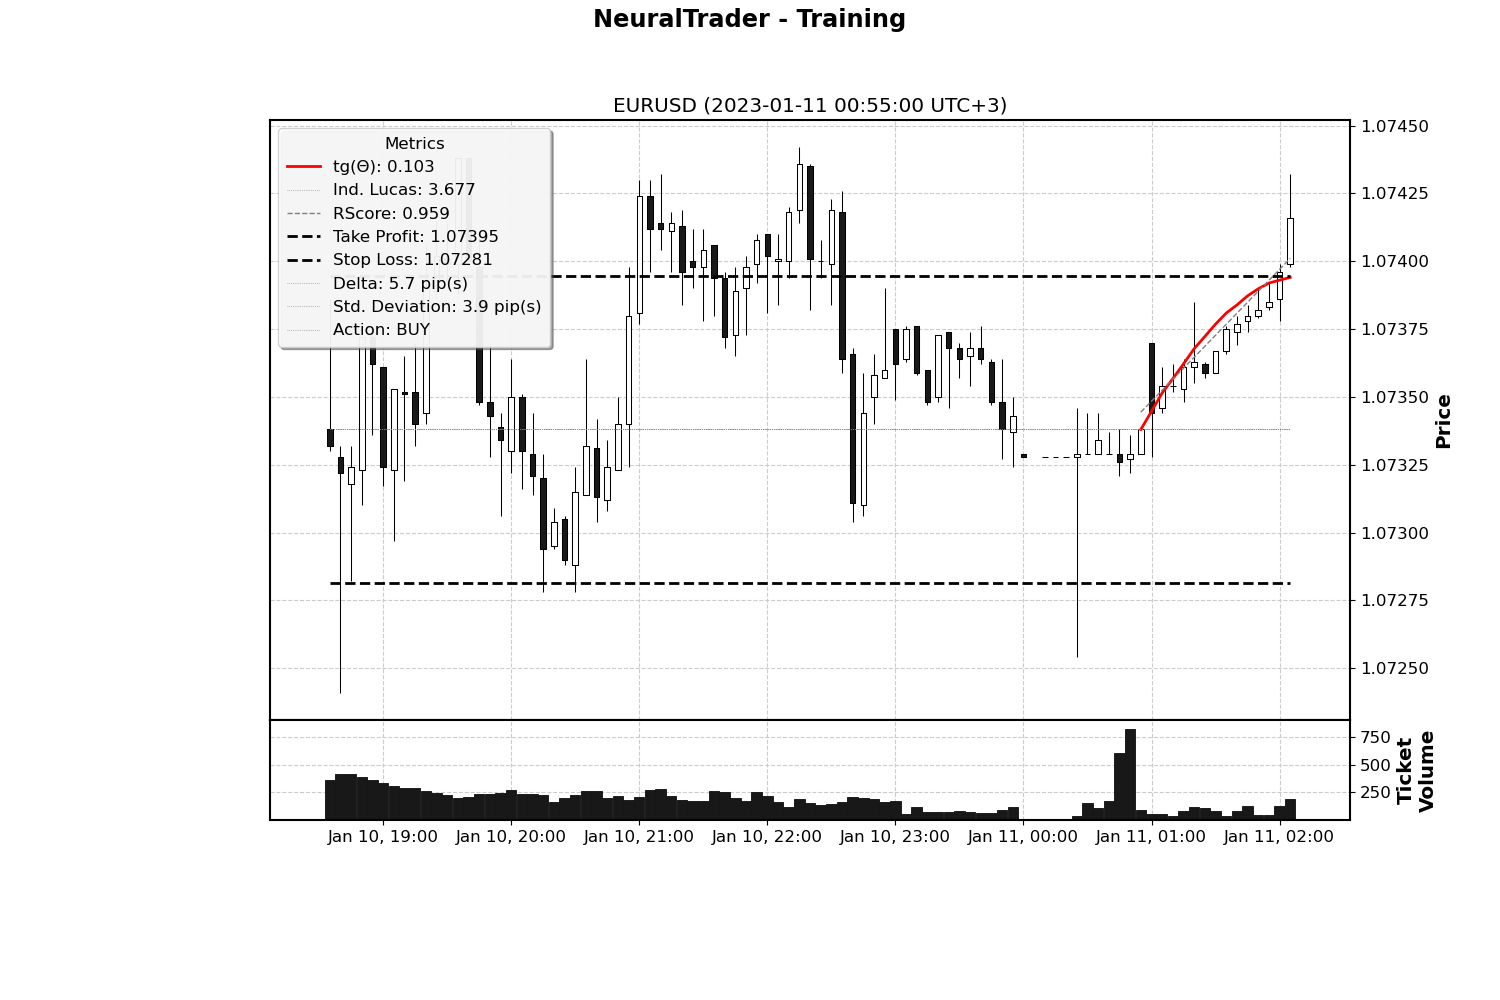 NeuralTrader - Training
EURUSD (2023-01-11 00:55:00 UTC+3)
Metrics
tg(Θ): 0.103
Ind. Lucas: 3.677
RScore: 0.959
Take Profit: 1.07395
Stop Loss: 1.07281
Delta: 5.7 pip(s)
Std. Deviation: 3.9 pip(s)
Action: BUY
1.07450
1.07425
1.07400
1.07375
1.07350
1.07325
1.07300
1.07275
1.07250
Price
750
500
250
Ticket
Volume
Jan 10, 19:00
Jan 10, 20:00
Jan 10, 21:00
Jan 10, 22:00
Jan 10, 23:00
Jan 11, 00:00
Jan 11, 01:00
Jan 11, 02:00